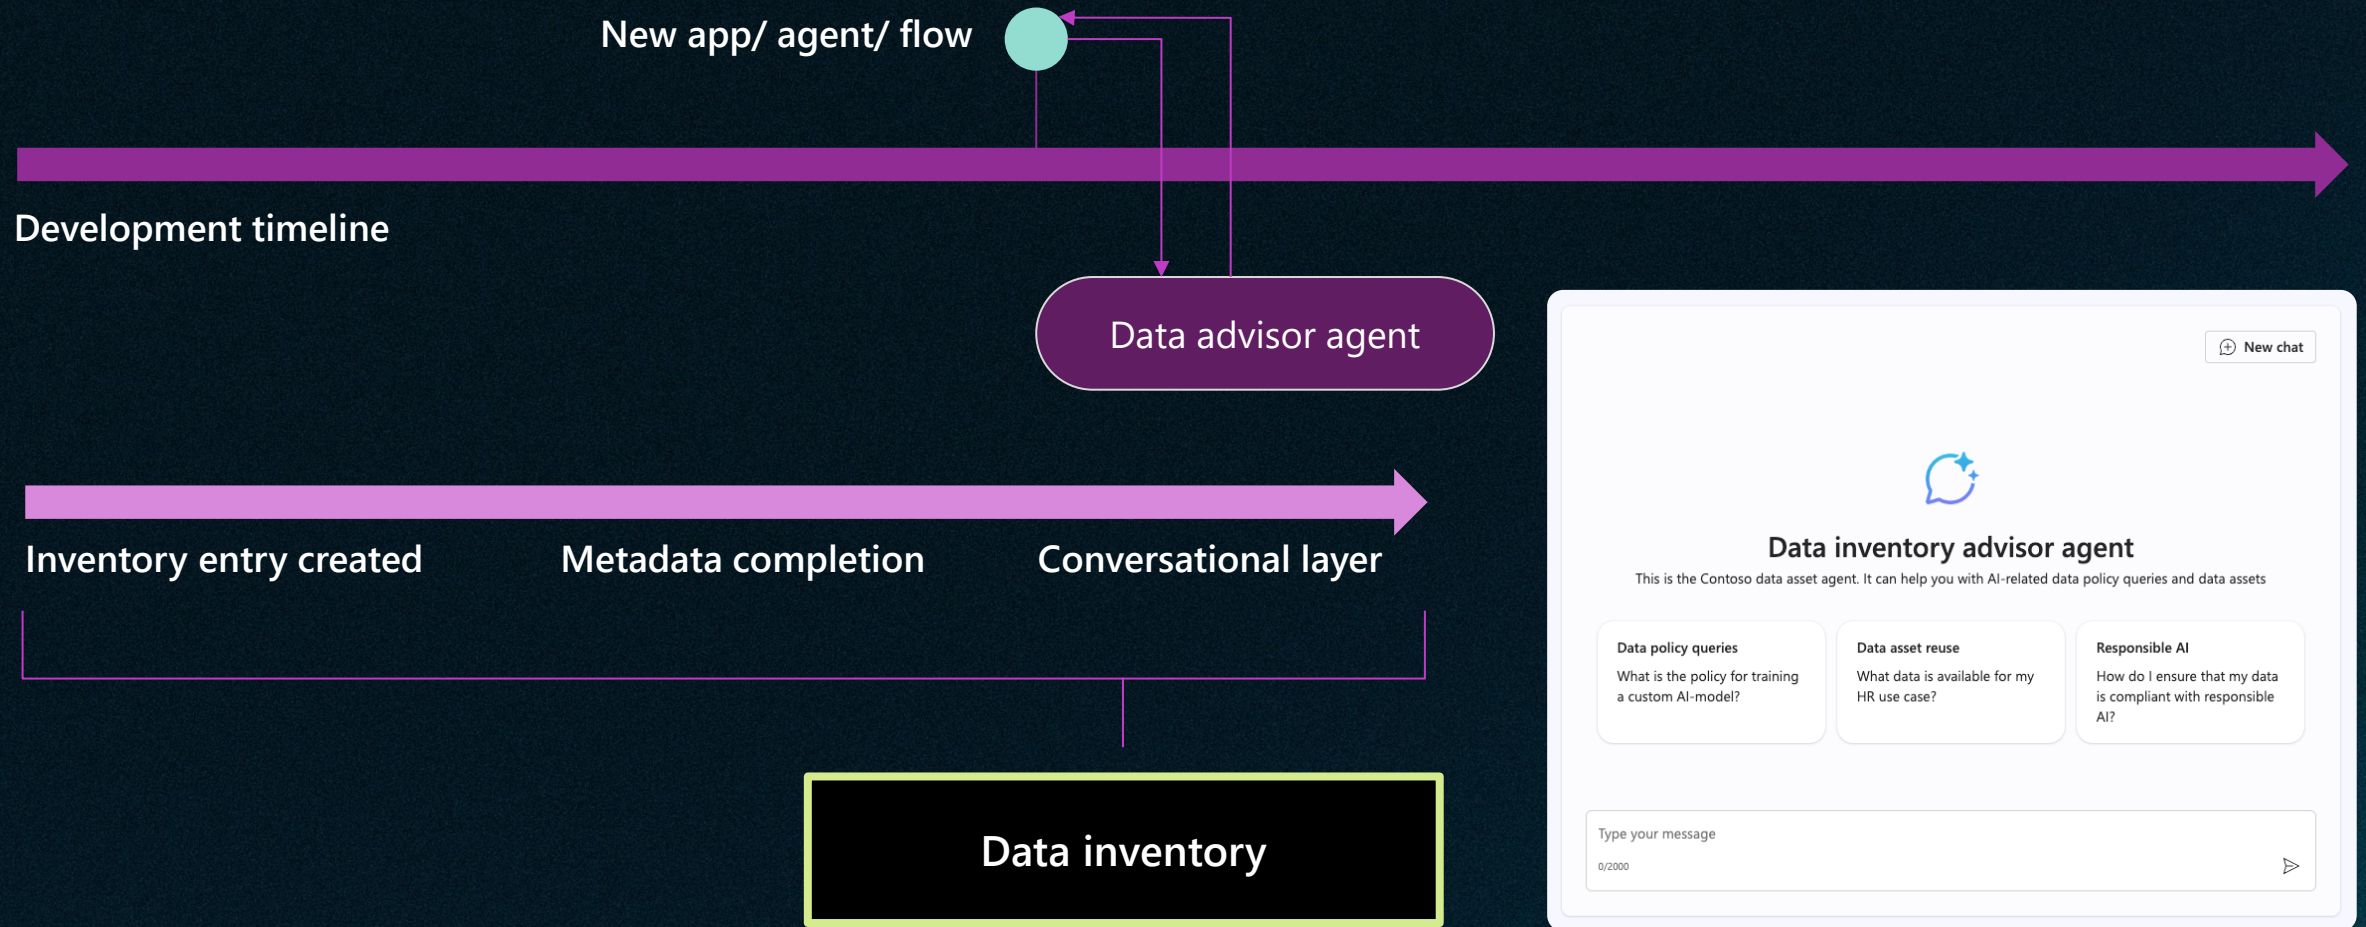 New app/ agent/ flow
Development timeline
Data advisor agent
Inventory entry created
Metadata completion
Conversational layer
Data inventory
New chat
Data inventory advisor agent
This is the Contoso data asset agent. It can help you with AI-related data policy queries and data assets
Data policy queries
What is the policy for training
a custom AI-model?
Data asset reuse
What data is available for my
HR use case?
Responsible AI
How do I ensure that my data
is compliant with responsible
AI?
Type your message
0/2000